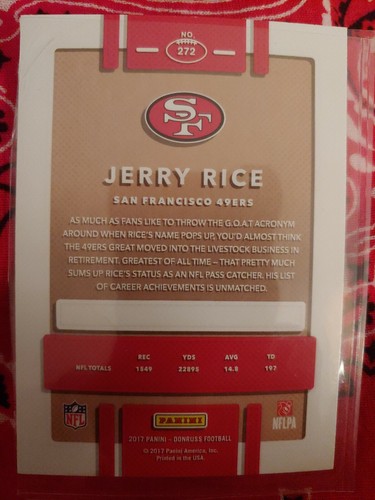 NO.
272
SF
JERRY RICE
SAN FRANCISCO 49ERS
AS MUCH AS FANS LIKE TO THROW THE G.O.A.T. ACRONYM
AROUND WHEN RICE'S NAME POPS UP, YOU'D ALMOST THINK
THE 49ERS GREAT MOVED INTO THE LIVESTOCK BUSINESS IN
RETIREMENT. GREATEST OF ALL TIME – THAT PRETTY MUCH
SUMS UP RICE'S STATUS AS AN NFL PASS CATCHER. HIS LIST
OF CAREER ACHIEVEMENTS IS UNMATCHED.
REC YDS AVG TD
NFL TOTALS 1549 22895 14.8 197
NFL
PANINI
NFLPA
2017 PANINI - DONRUSS FOOTBALL
© 2017 Panini America, Inc.
Printed in the USA.